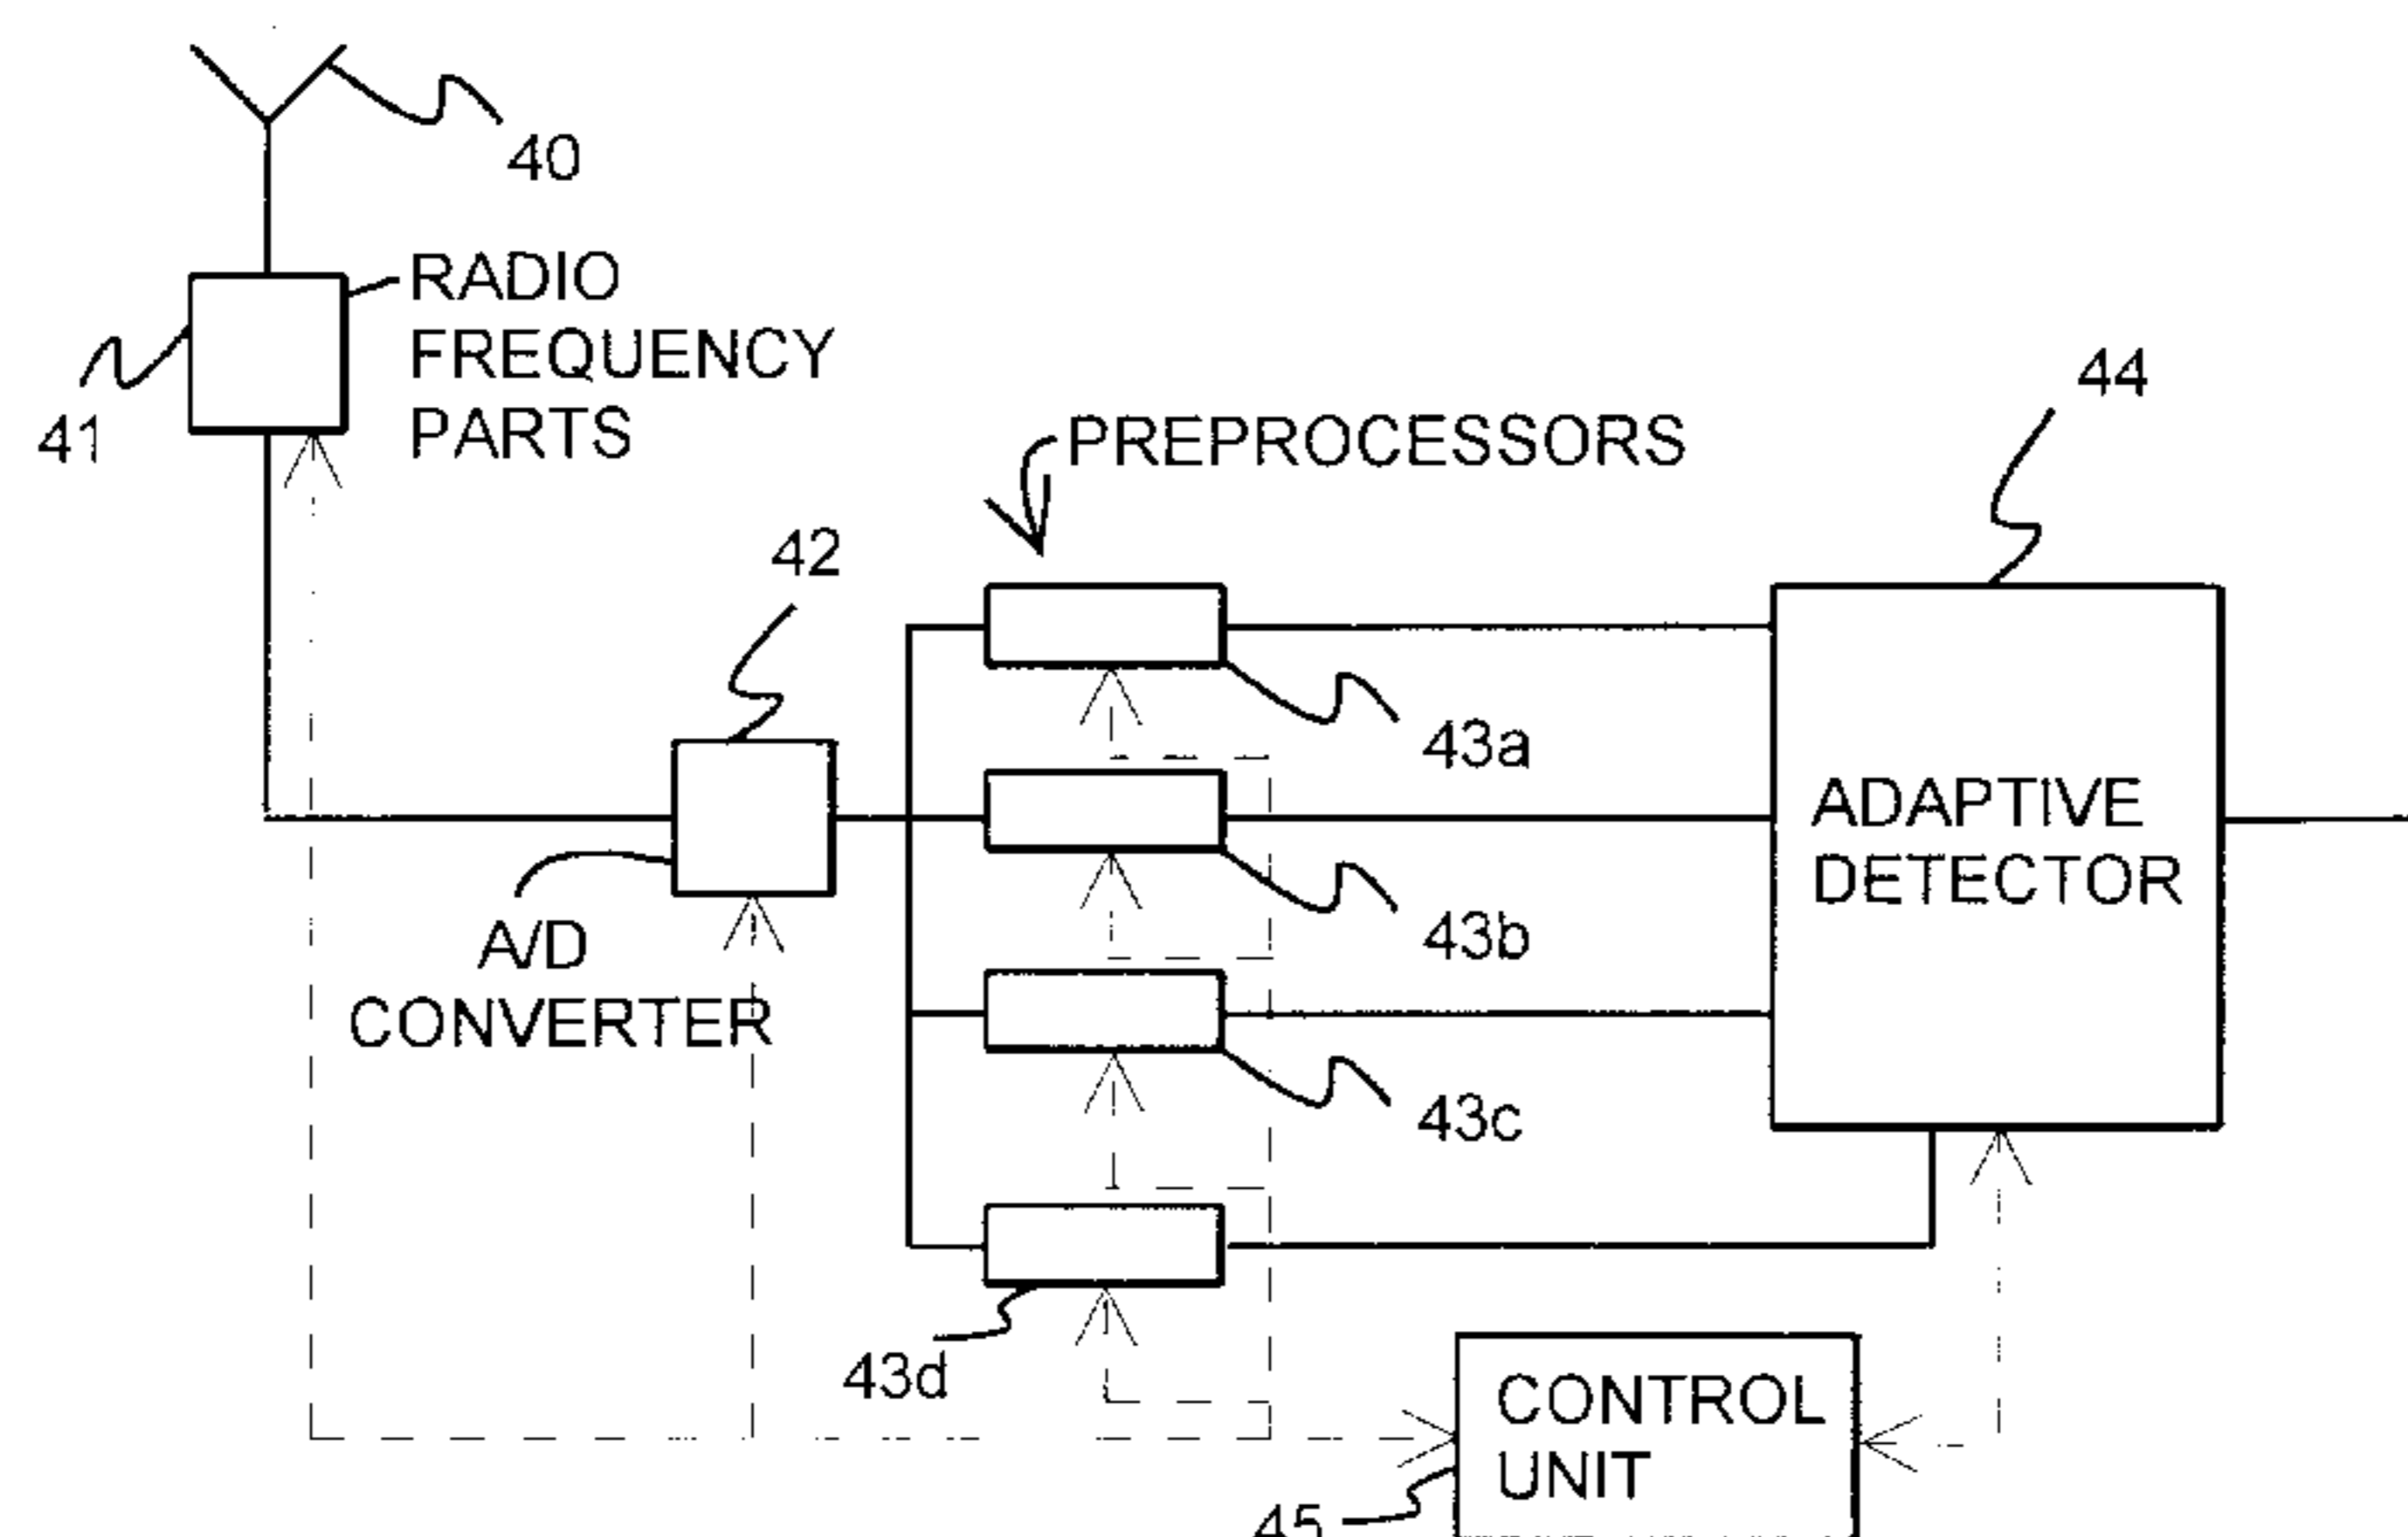 40
RADIO
FREQUENCY
PARTS
41
44
PREPROCESSORS
42
43a
ADAPTIVE
DETECTOR
43b
A/D
CONVERTER
43c
43d
CONTROL
UNIT
45